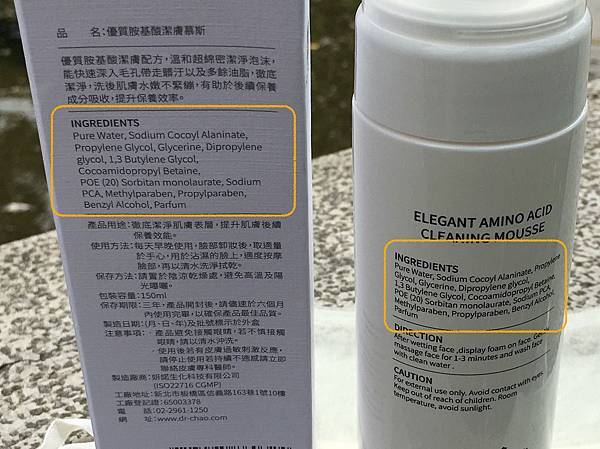 品　　名：優質胺基酸潔膚慕斯
優質胺基酸潔膚配方，溫和超綿密潔淨泡沫，
能快速深入毛孔帶走髒汙以及多餘油脂，徹底
潔淨，洗後肌膚水嫩不緊繃，有助於後續保養
成分吸收，提升保養效率。
INGREDIENTS
Pure Water, Sodium Cocoyl Alaninate,
Propylene Glycol, Glycerine, Dipropylene
glycol, 1,3 Butylene Glycol,
Cocoamidopropyl Betaine,
POE (20) Sorbitan monolaurate, Sodium
PCA, Methylparaben, Propylparaben,
Benzyl Alcohol, Parfum
產品用途：徹底潔淨肌膚表層，提升肌膚後續
保養效能。
使用方法：每天早晚使用，臉部卸妝後，取適量
於手心，用於沾濕的臉上，適度按摩
臉部，再以清水洗淨拭乾。
保存方法：請置於陰涼乾燥處，避免高溫及陽
光曝曬。
包裝容量：150ml
保存期限：三年，產品開封後，請儘速於六個月
內使用完畢，以確保產品最佳品質。
製造日期：(月、日、年)及批號標示於外盒
注意事項：．產品避免接觸眼睛，若不慎接觸
眼睛，請以清水沖洗。
．使用後若有皮膚過敏刺激反應，
請停止使用若持續不適感請立即
聯絡皮膚專科醫師。
製造廠商：妍諾生化科技有限公司
(ISO22716 CGMP)
工廠地址：新北市板橋區信義路163巷1號10樓
工廠登記證：65003378
電　　話：02-2961-1250
網　　址：www.dr-chao.com
ELEGANT AMINO ACID
CLEANING MOUSSE
INGREDIENTS
Pure Water, Sodium Cocoyl Alaninate, Propylene
Glycol, Glycerine, Dipropylene glycol,
1,3 Butylene Glycol, Cocoamidopropyl Betaine,
POE (20) Sorbitan monolaurate, Sodium PCA,
Methylparaben, Propylparaben, Benzyl Alcohol,
Parfum
DIRECTION
After wetting face ,display foam on face. Gently
massage face for 1-3 minutes and wash face
with clean water .
CAUTION
For external use only. Avoid contact with eyes.
Keep out of reach of children. Room
temperature, avoid sunlight.